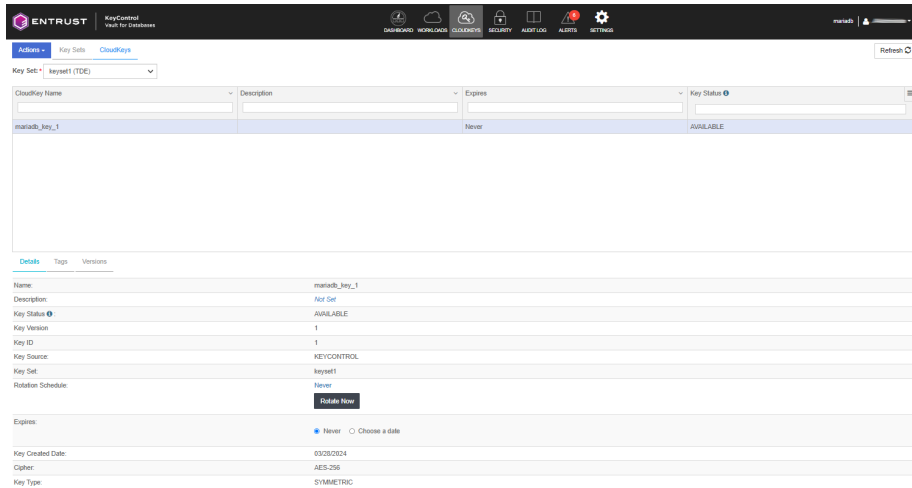 ENTRUST KeyControl
Vault for Databases
DASHBOARD WORKLOADS CLOUDKEYS SECURITY AUDIT LOG ALERTS SETTINGS
6
mariadb
Actions Key Sets CloudKeys Refresh
Key Set: * keyset1 (TDE)
CloudKey Name Description Expires Key Status
mariadb_key_1 Never AVAILABLE
Details Tags Versions
Name: mariadb_key_1
Description: Not Set
Key Status : AVAILABLE
Key Version 1
Key ID 1
Key Source: KEYCONTROL
Key Set: keyset1
Rotation Schedule: Never
Rotate Now
Expires: Never Choose a date
Key Created Date: 03/28/2024
Cipher: AES-256
Key Type: SYMMETRIC